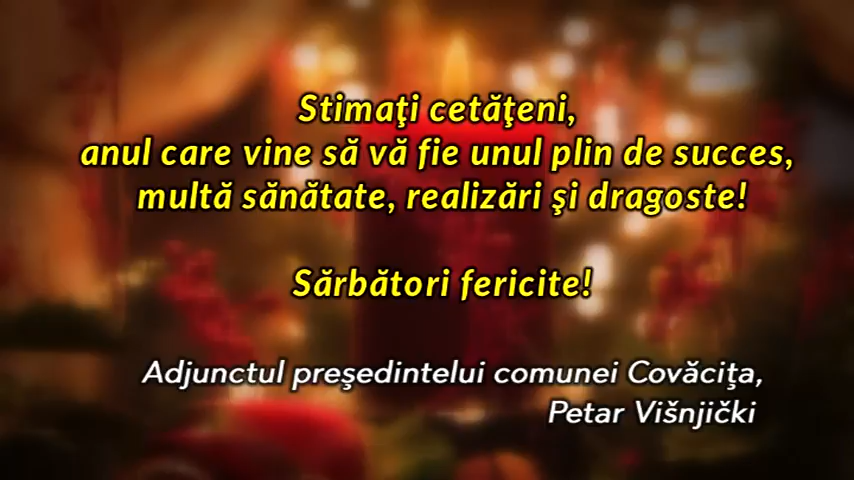 Stimaţi cetăţeni,
anul care vine să vă fie unul plin de succes,
multă sănătate, realizări şi dragoste!
Sărbători fericite!
Adjunctul preşedintelui comunei Covăciţa,
Petar Višnjički